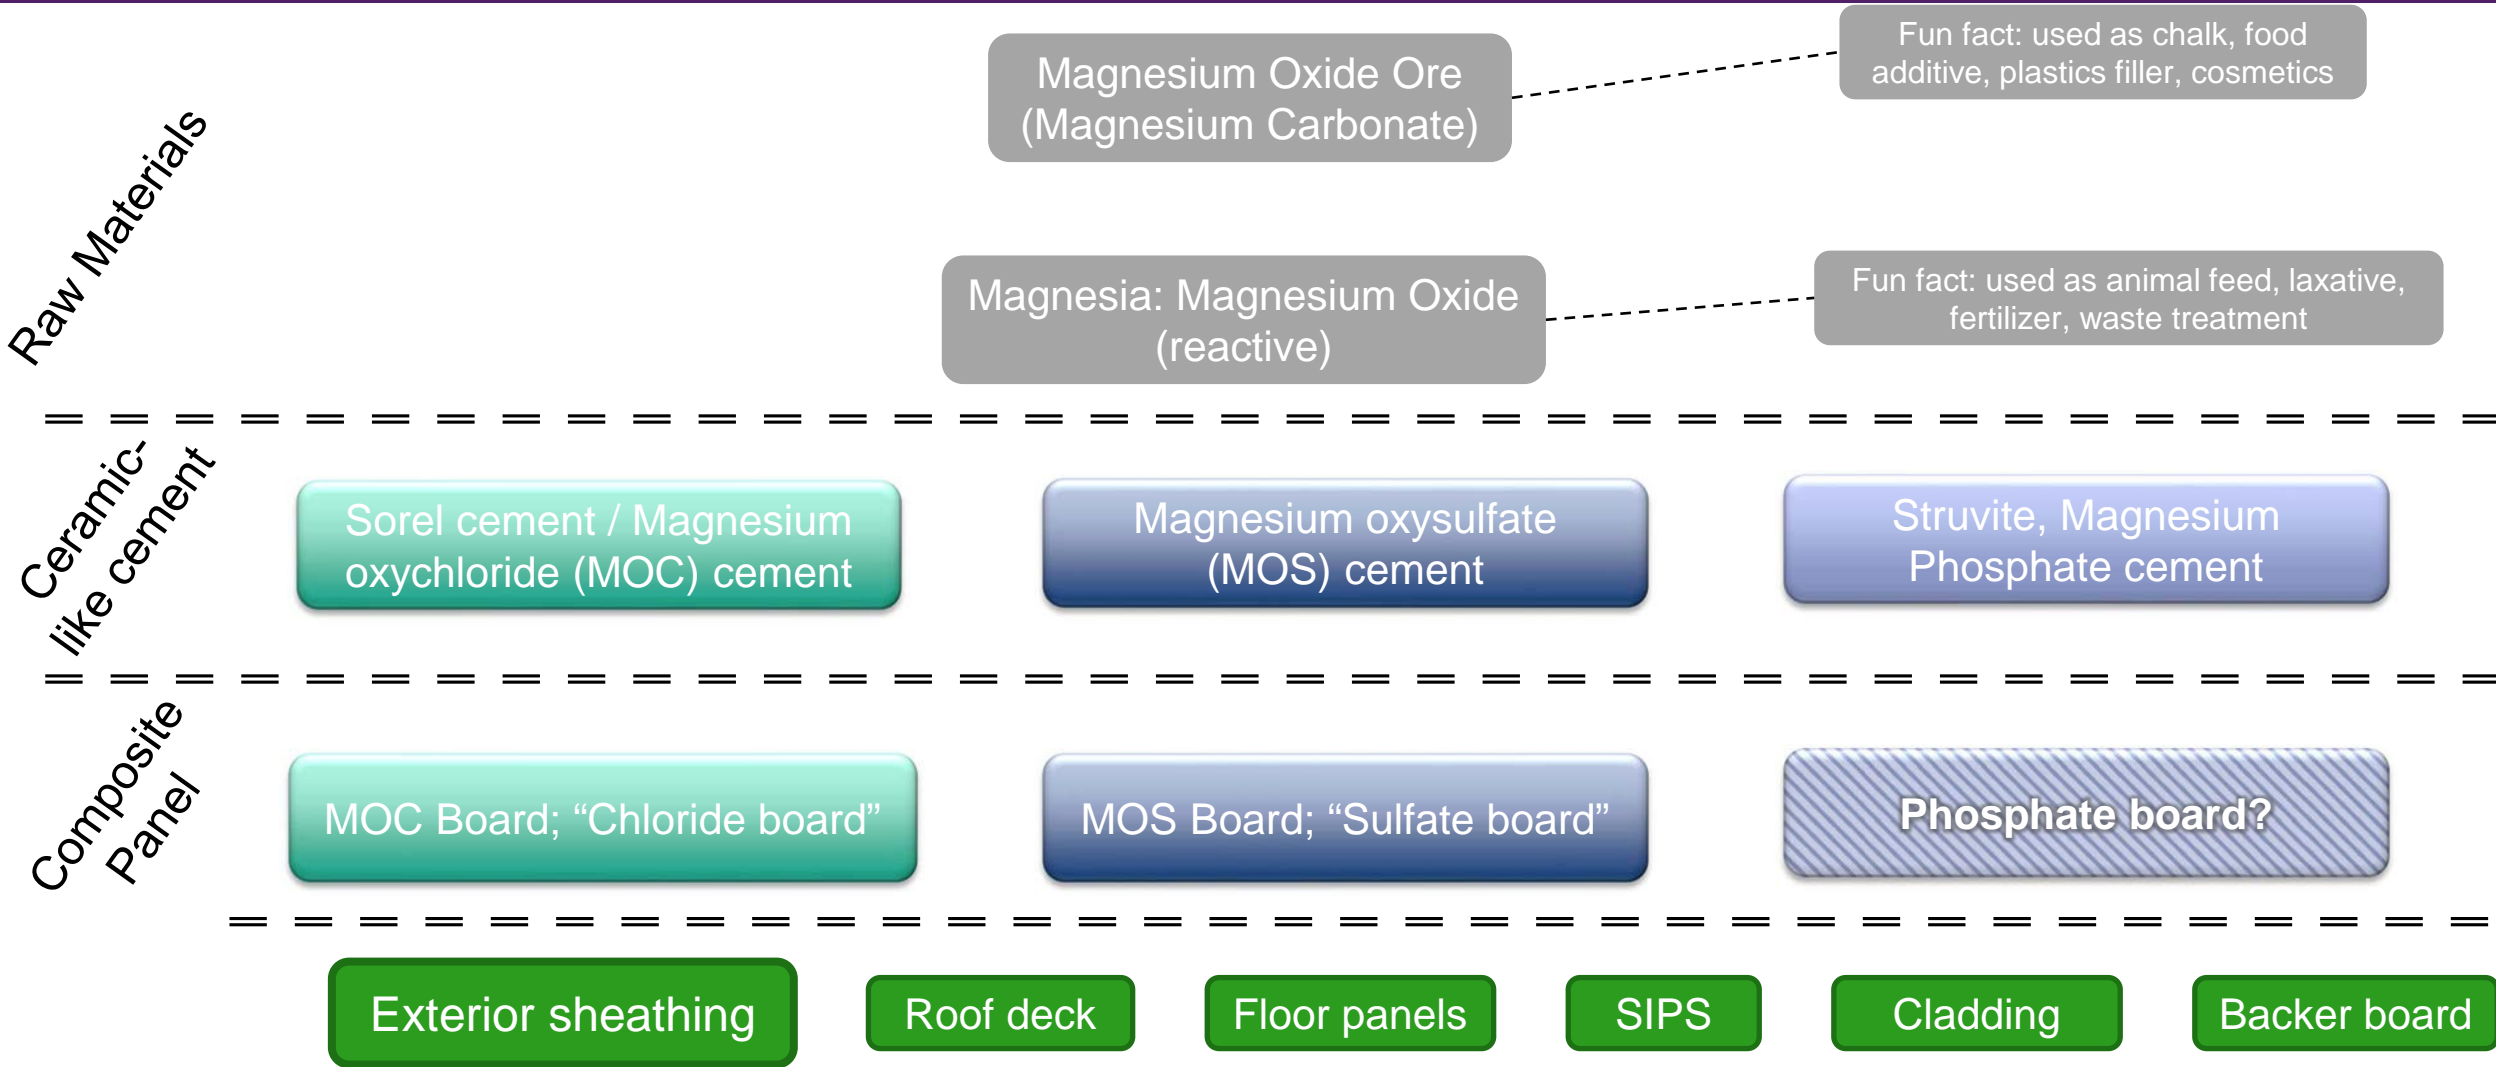 Raw Materials
Magnesium Oxide Ore
(Magnesium Carbonate)
Fun fact: used as chalk, food
additive, plastics filler, cosmetics
Magnesia: Magnesium Oxide
(reactive)
Fun fact: used as animal feed, laxative,
fertilizer, waste treatment
Ceramic-
like cement
Sorel cement / Magnesium
oxychloride (MOC) cement
Magnesium oxysulfate
(MOS) cement
Struvite, Magnesium
Phosphate cement
Composite
Panel
MOC Board; “Chloride board”
MOS Board; “Sulfate board”
Phosphate board?
Exterior sheathing
Roof deck
Floor panels
SIPS
Cladding
Backer board